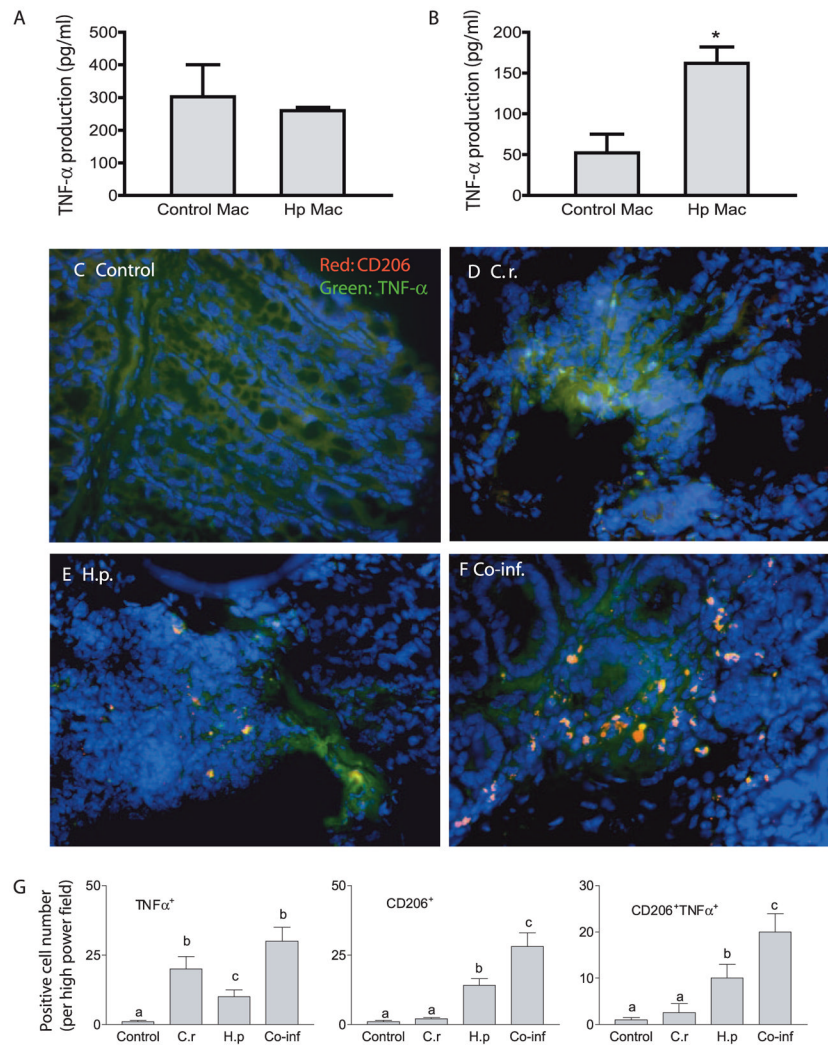 A
TNF-α production (pg/ml)
500
400
300
200
100
0
Control Mac
Hp Mac
B
TNF-α production (pg/ml)
200
150
100
50
0
*
Control Mac
Hp Mac
C Control
Red: CD206
Green: TNF-α
D C.r.
E H.p.
F Co-inf.
G
Positive cell number
(per high power field)
50
25
0
TNFα⁺
a
b
c
b
Control
C.r
H.p
Co-inf
50
25
0
CD206⁺
a
a
b
c
Control
C.r
H.p
Co-inf
30
20
10
0
CD206⁺TNFα⁺
a
a
b
c
Control
C.r
H.p
Co-inf